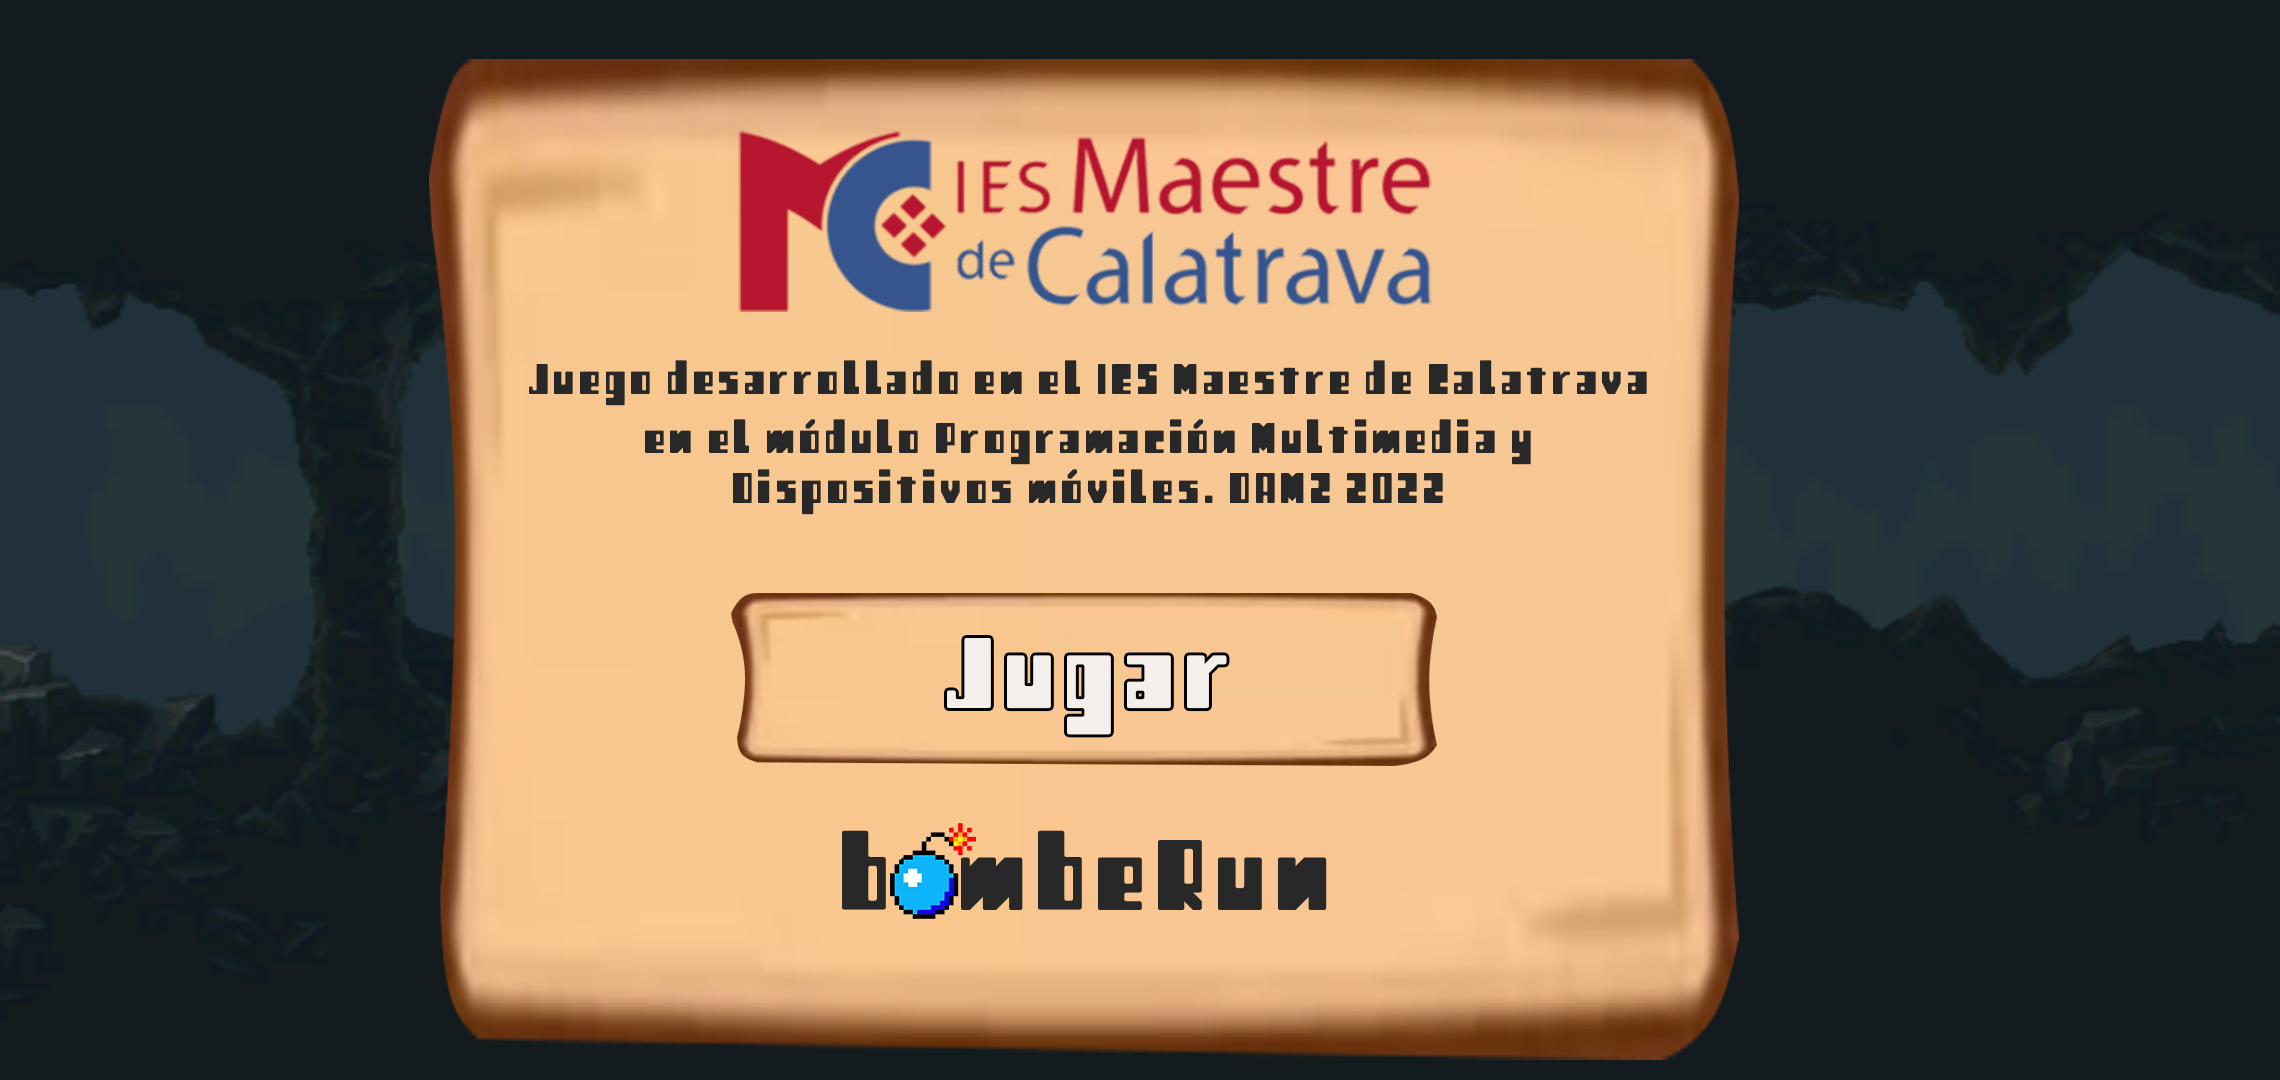 IES Maestre
de Calatrava
Juego desarrollado en el IES Maestre de Calatrava
en el módulo Programación Multimedia y
Dispositivos móviles. DAM2 2022
Jugar
bombeRun